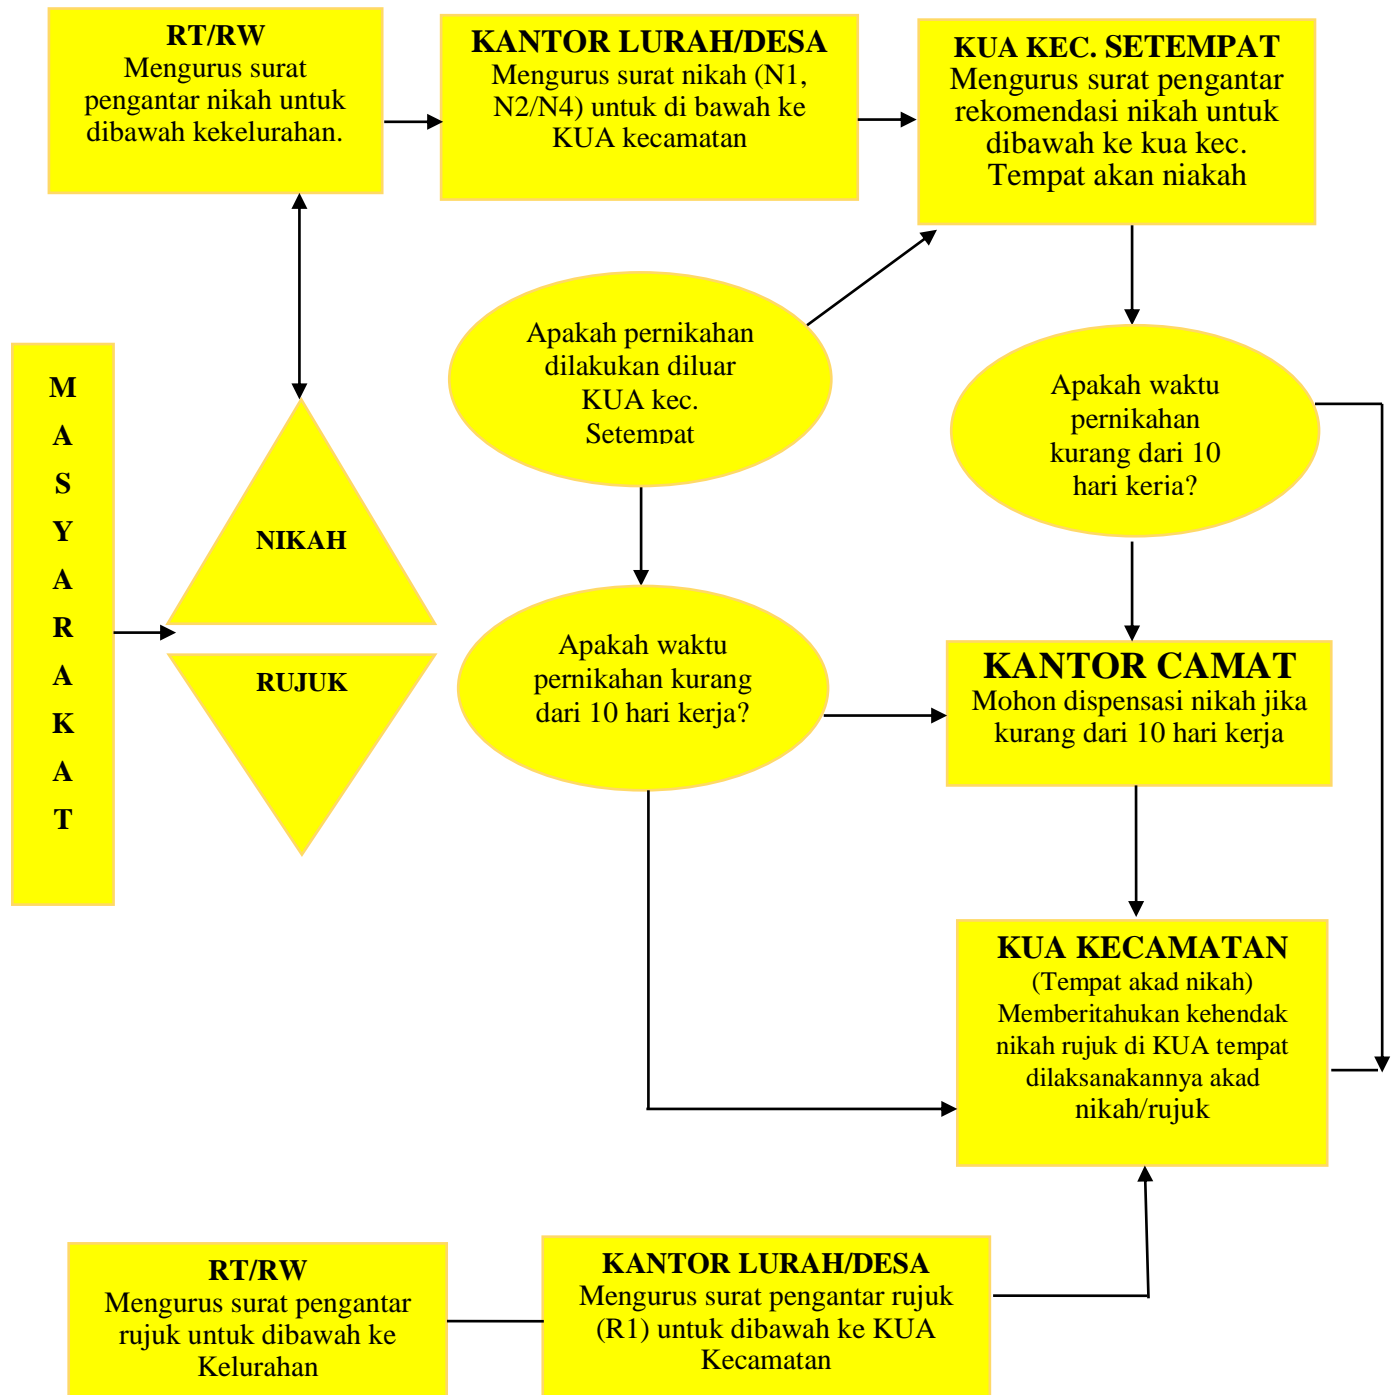 RT/RW
Mengurus surat
pengantar nikah untuk
dibawah kekelurahan.
KANTOR LURAH/DESA
Mengurus surat nikah (N1,
N2/N4) untuk di bawah ke
KUA kecamatan
KUA KEC. SETEMPAT
Mengurus surat pengantar
rekomendasi nikah untuk
dibawah ke kua kec.
Tempat akan niakah
Apakah pernikahan
dilakukan diluar
KUA kec.
Setempat
Apakah waktu
pernikahan
kurang dari 10
hari kerja?
M
A
S
Y
A
R
A
K
A
T
NIKAH
RUJUK
Apakah waktu
pernikahan kurang
dari 10 hari kerja?
KANTOR CAMAT
Mohon dispensasi nikah jika
kurang dari 10 hari kerja
KUA KECAMATAN
(Tempat akad nikah)
Memberitahukan kehendak
nikah rujuk di KUA tempat
dilaksanakannya akad
nikah/rujuk
RT/RW
Mengurus surat pengantar
rujuk untuk dibawah ke
Kelurahan
KANTOR LURAH/DESA
Mengurus surat pengantar rujuk
(R1) untuk dibawah ke KUA
Kecamatan